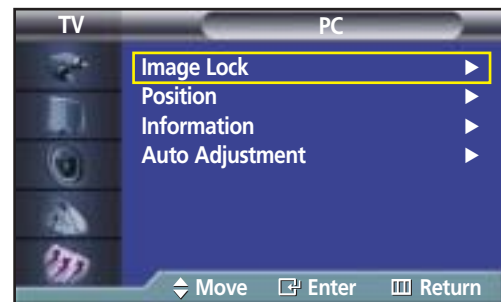 TV PC
Image Lock
Position
Information
Auto Adjustment
Move Enter Return